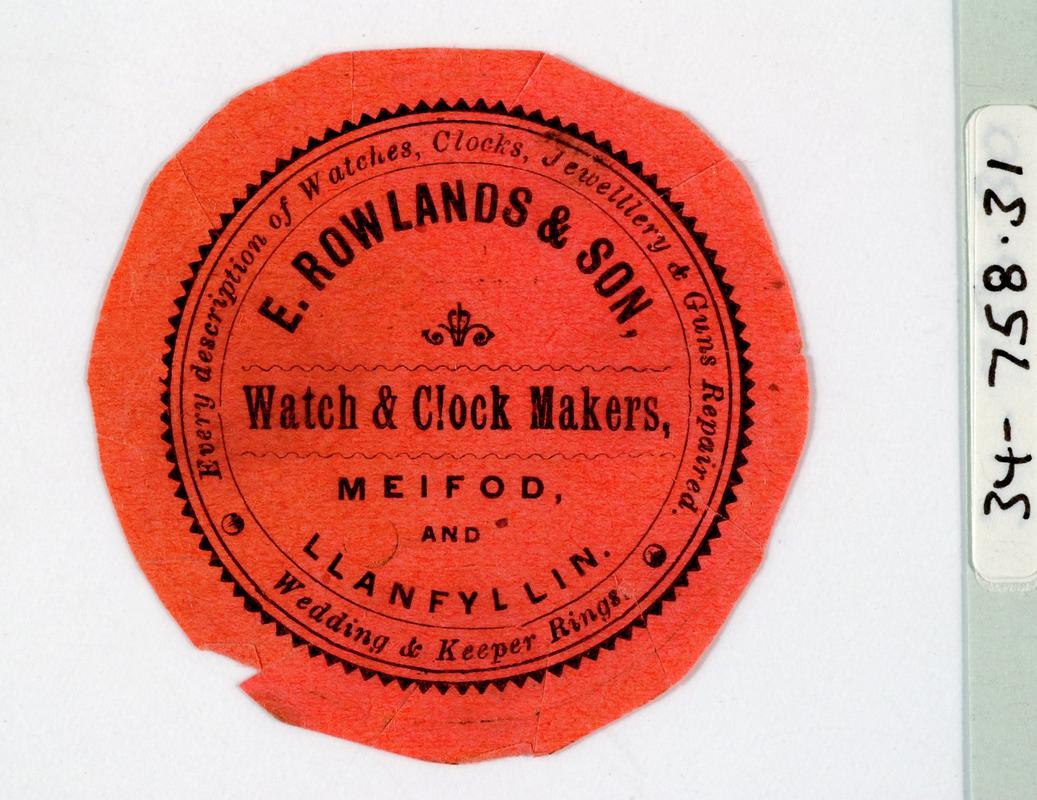 Every description of Watches, Clocks, Jewelllery & Guns Repaired.
E. ROWLANDS & SON,
Watch & Clock Makers,
MEIFOD,
AND
LLANFYLLIN.
Wedding & Keeper Rings.
34-758.31